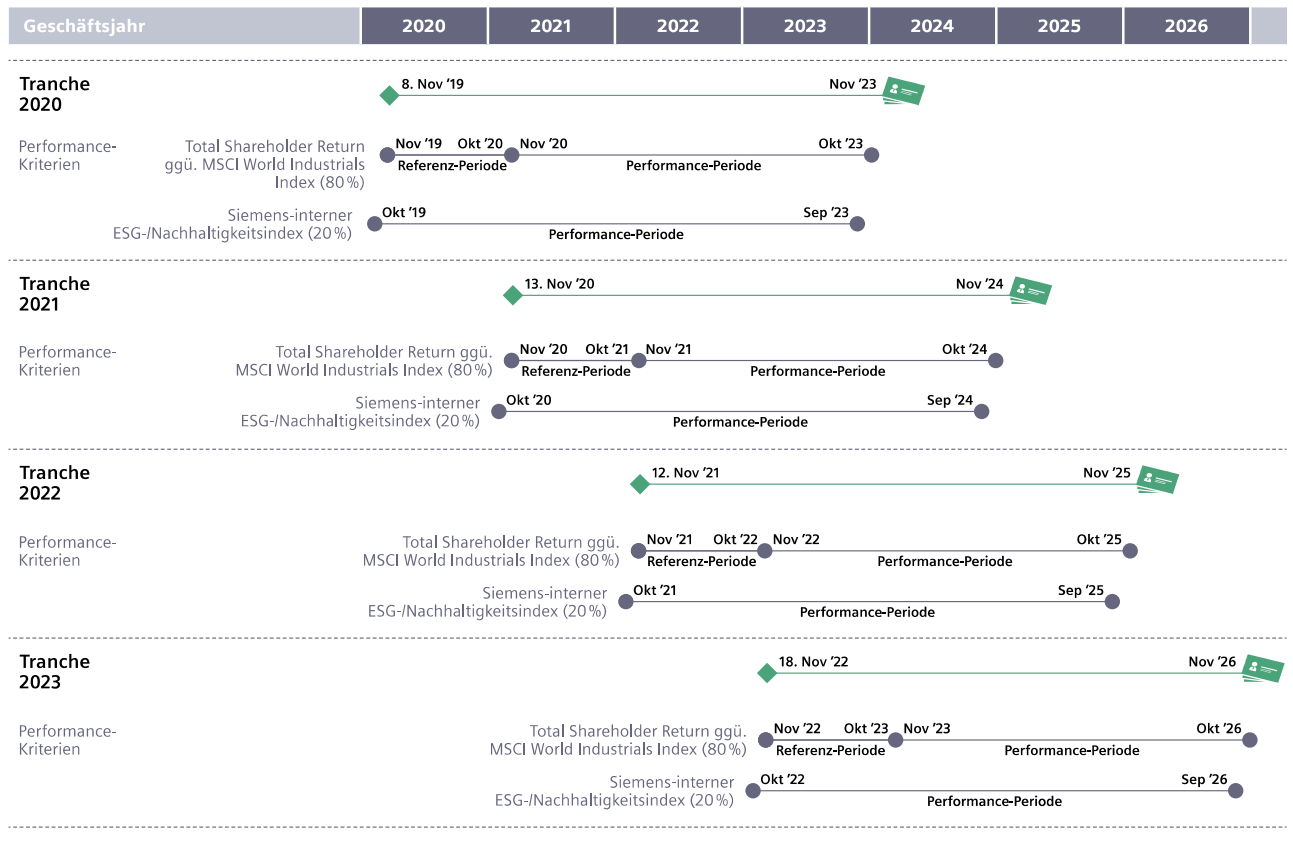 Geschäftsjahr 2020 2021 2022 2023 2024 2025 2026
Tranche
2020
8. Nov ’19 Nov ’23
Performance-
Kriterien
Total Shareholder Return
ggü. MSCI World Industrials
Index (80 %)
Nov ’19 Okt ’20 Nov ’20 Okt ’23
Referenz-Periode Performance-Periode
Siemens-interner
ESG-/Nachhaltigkeitsindex (20 %)
Okt ’19 Sep ’23
Performance-Periode
Tranche
2021
13. Nov ’20 Nov ’24
Performance-
Kriterien
Total Shareholder Return ggü.
MSCI World Industrials Index (80 %)
Nov ’20 Okt ’21 Nov ’21 Okt ’24
Referenz-Periode Performance-Periode
Siemens-interner
ESG-/Nachhaltigkeitsindex (20 %)
Okt ’20 Sep ’24
Performance-Periode
Tranche
2022
12. Nov ’21 Nov ’25
Performance-
Kriterien
Total Shareholder Return ggü.
MSCI World Industrials Index (80 %)
Nov ’21 Okt ’22 Nov ’22 Okt ’25
Referenz-Periode Performance-Periode
Siemens-interner
ESG-/Nachhaltigkeitsindex (20 %)
Okt ’21 Sep ’25
Performance-Periode
Tranche
2023
18. Nov ’22 Nov ’26
Performance-
Kriterien
Total Shareholder Return ggü.
MSCI World Industrials Index (80 %)
Nov ’22 Okt ’23 Nov ’23 Okt ’26
Referenz-Periode Performance-Periode
Siemens-interner
ESG-/Nachhaltigkeitsindex (20 %)
Okt ’22 Sep ’26
Performance-Periode